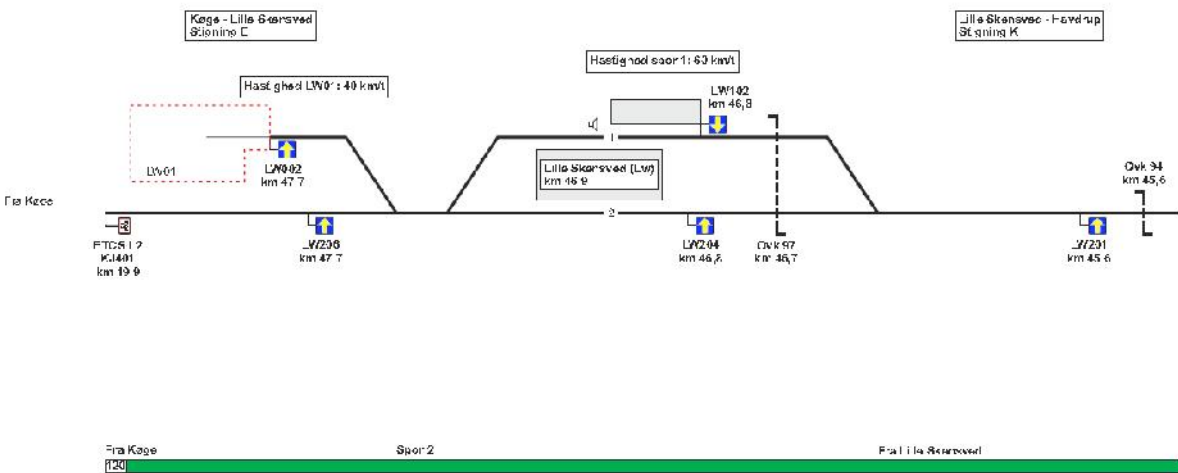 Køge - Lille Skensved
Stigning E
Lille Skensved - Havdrup
Stigning K
Hastighed spor 1: 60 km/t
Hastighed LW01: 40 km/t
LW102
km 46,8
1
LW01
LW002
km 47,7
Lille Skensved (Lw)
km 46,9
Ovk 94
km 45,6
Fra Køge
2
ETCS L2
KJ401
km 19,9
LW206
km 47,7
LW204
km 46,8
Ovk 97
km 46,7
LW201
km 45,6
Fra Køge
Spor 2
Fra Lille Skensved
120